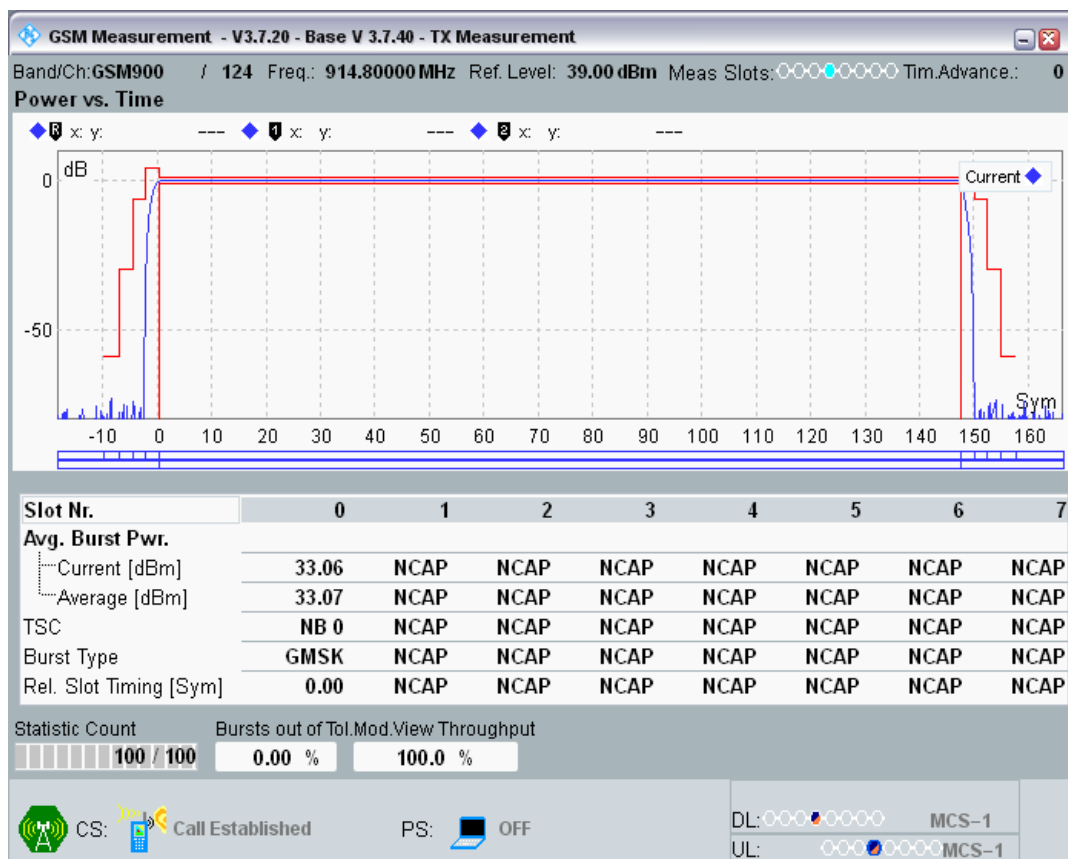 GSM Measurement - V3.7.20 - Base V 3.7.40 - TX Measurement
Band/Ch:GSM900 / 124 Freq.: 914.80000 MHz Ref. Level: 39.00 dBm Meas Slots: Tim.Advance.: 0
Power vs. Time
R x: y: --- 1 x: y: --- 2 x: y: ---
dB
Current
0
-50
Sym
-10 0 10 20 30 40 50 60 70 80 90 100 110 120 130 140 150 160
Slot Nr. 0 1 2 3 4 5 6 7
Avg. Burst Pwr.
Current [dBm] 33.06 NCAP NCAP NCAP NCAP NCAP NCAP NCAP
Average [dBm] 33.07 NCAP NCAP NCAP NCAP NCAP NCAP NCAP
TSC NB 0 NCAP NCAP NCAP NCAP NCAP NCAP NCAP
Burst Type GMSK NCAP NCAP NCAP NCAP NCAP NCAP NCAP
Rel. Slot Timing [Sym] 0.00 NCAP NCAP NCAP NCAP NCAP NCAP NCAP
Statistic Count Bursts out of Tol.Mod.View Throughput
100 / 100 0.00 % 100.0 %
CS: Call Established PS: OFF DL: MCS-1
UL: MCS-1